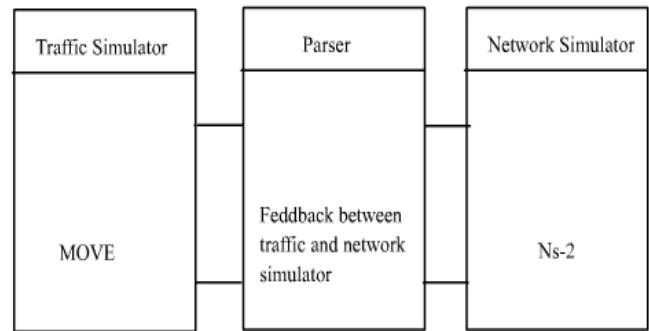 Traffic Simulator
Parser
Network Simulator
MOVE
Feddback between
traffic and network
simulator
Ns-2